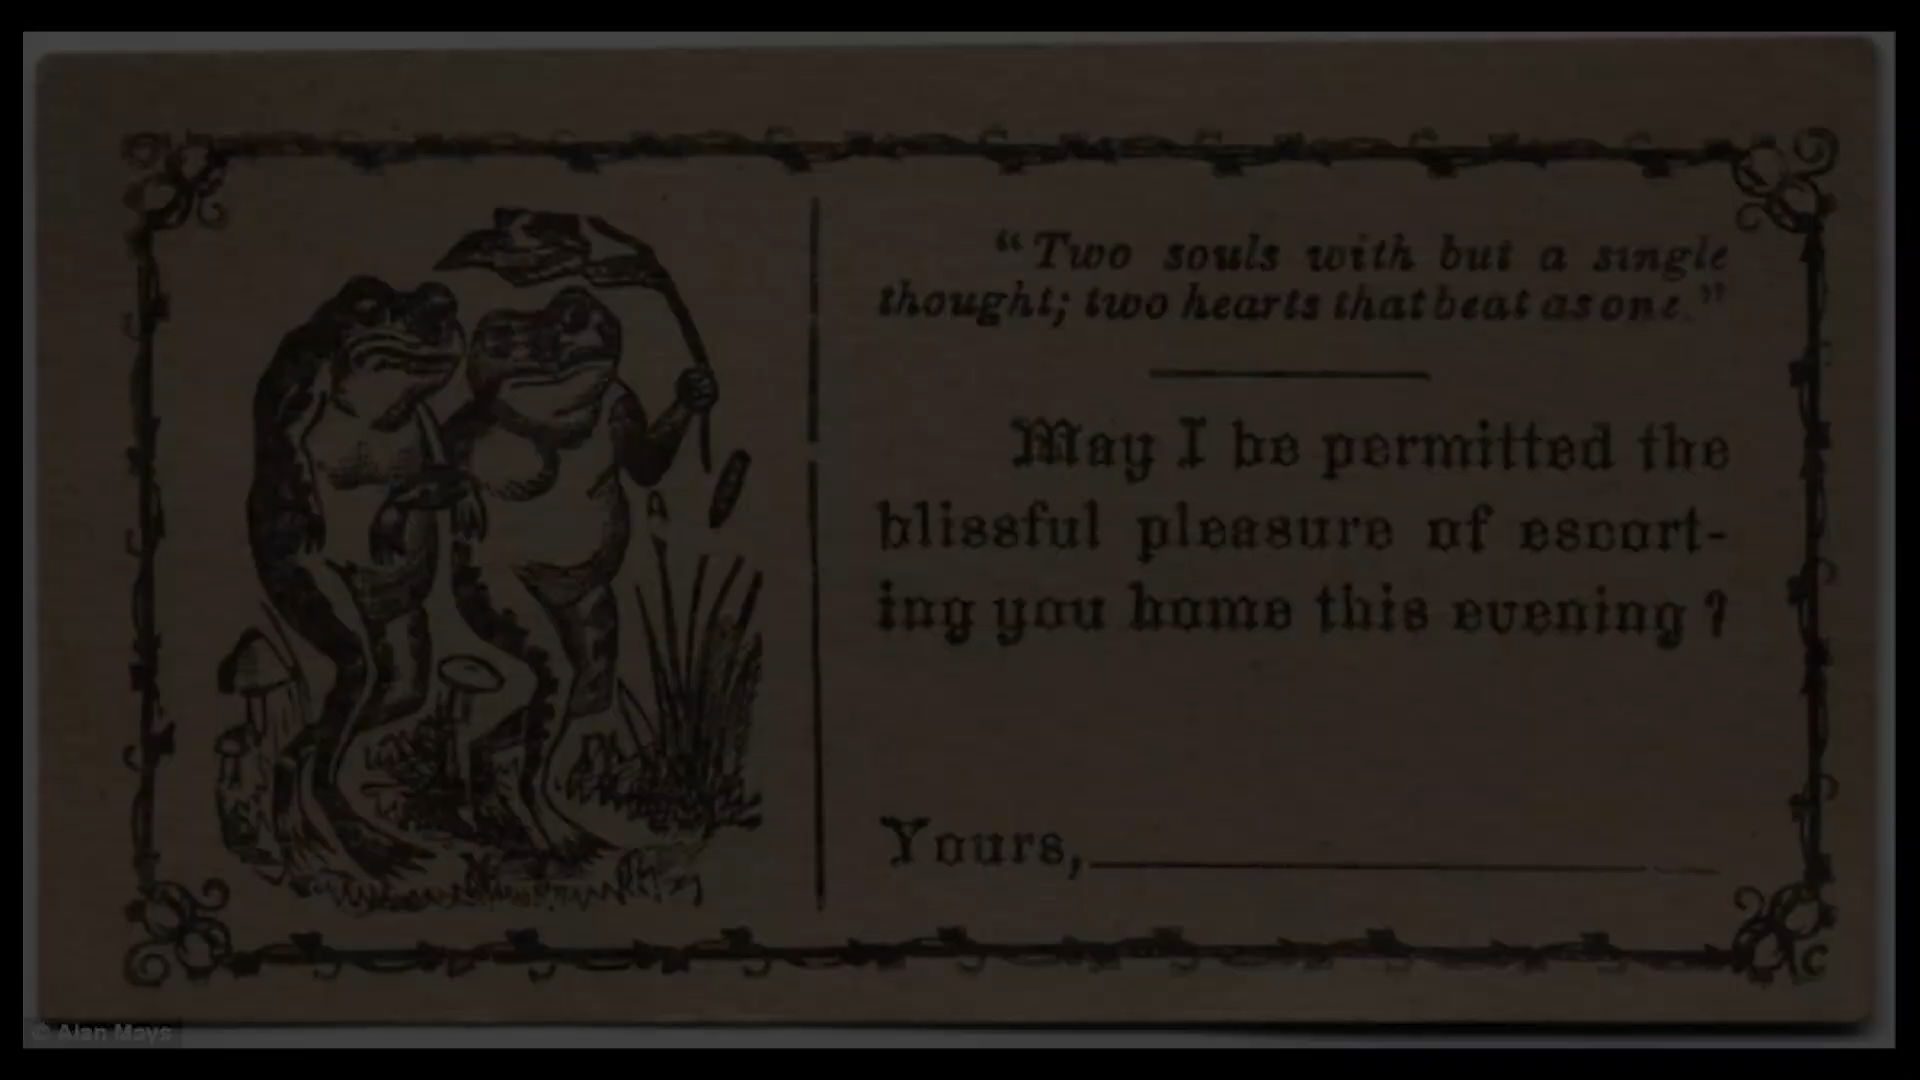 “Two souls with but a single
thought; two hearts that beat as one.”
May I be permitted the
blissful pleasure of escort-
ing you home this evening?
Yours,
© Alan Mays